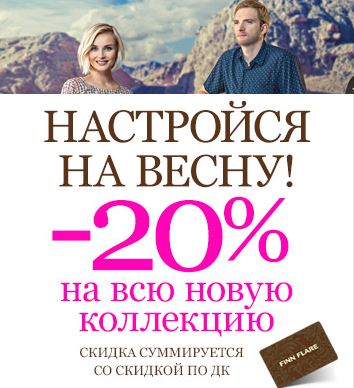 НАСТРОЙСЯ
НА ВЕСНУ!
-20%
на всю новую
коллекцию
СКИДКА СУММИРУЕТСЯ
СО СКИДКОЙ ПО ДК
FINN FLARE